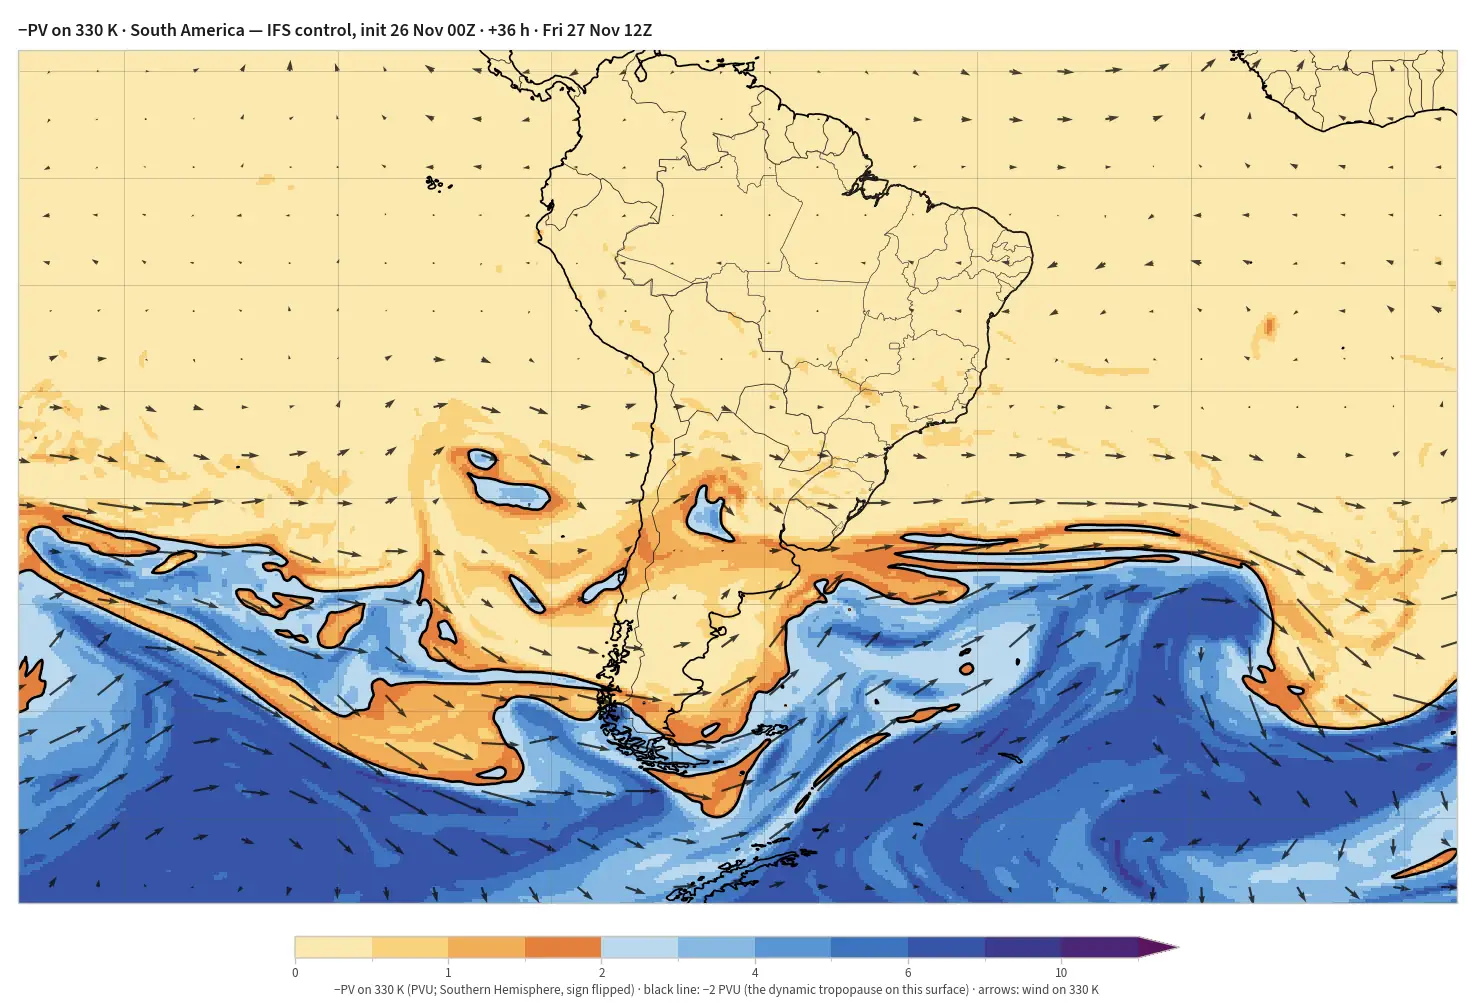 −PV on 330 K · South America — IFS control, init 26 Nov 00Z · +36 h · Fri 27 Nov 12Z
0 1 2 4 6 10
−PV on 330 K (PVU; Southern Hemisphere, sign flipped) · black line: −2 PVU (the dynamic tropopause on this surface) · arrows: wind on 330 K